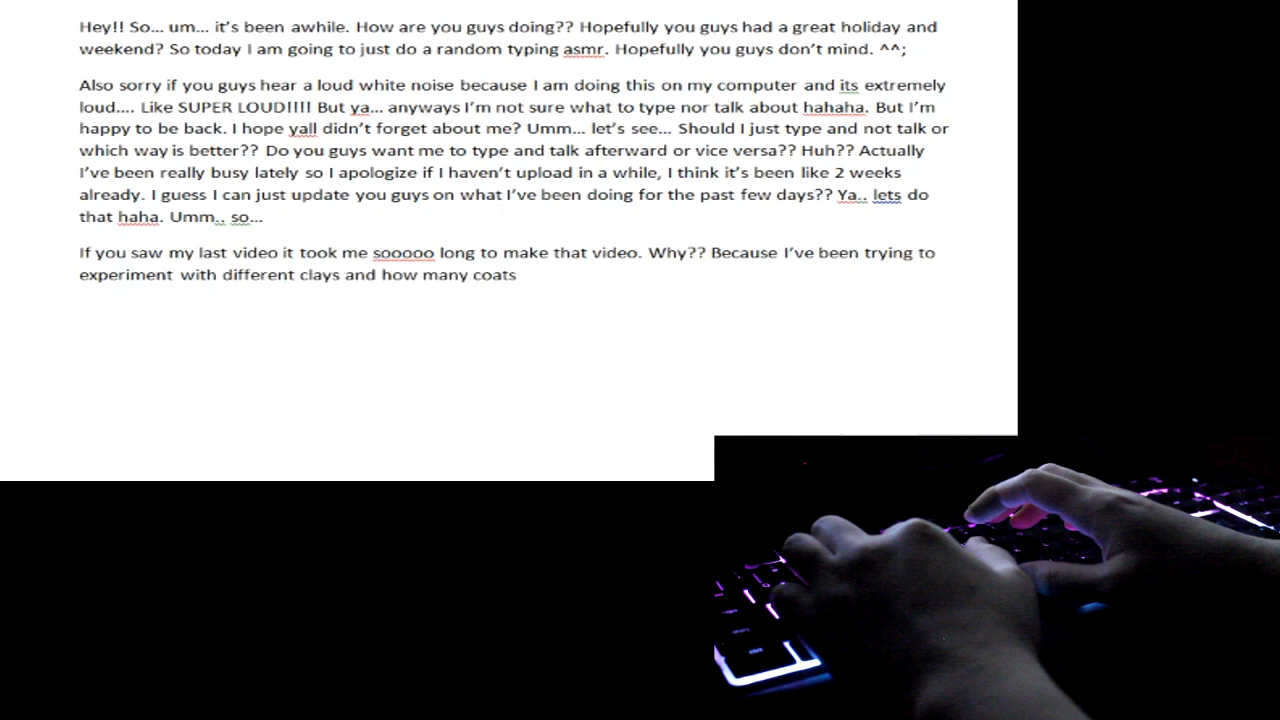 Hey!! So... um... it's been awhile. How are you guys doing?? Hopefully you guys had a great holiday and
weekend? So today I am going to just do a random typing asmr. Hopefully you guys don't mind. ^^;
Also sorry if you guys hear a loud white noise because I am doing this on my computer and its extremely
loud.... Like SUPER LOUD!!!! But ya... anyways I'm not sure what to type nor talk about hahaha. But I'm
happy to be back. I hope yall didn't forget about me? Umm... let's see... Should I just type and not talk or
which way is better?? Do you guys want me to type and talk afterward or vice versa?? Huh?? Actually
I've been really busy lately so I apologize if I haven't upload in a while, I think it's been like 2 weeks
already. I guess I can just update you guys on what I've been doing for the past few days?? Ya.. lets do
that haha. Umm.. so...
If you saw my last video it took me sooooo long to make that video. Why?? Because I've been trying to
experiment with different clays and how many coats